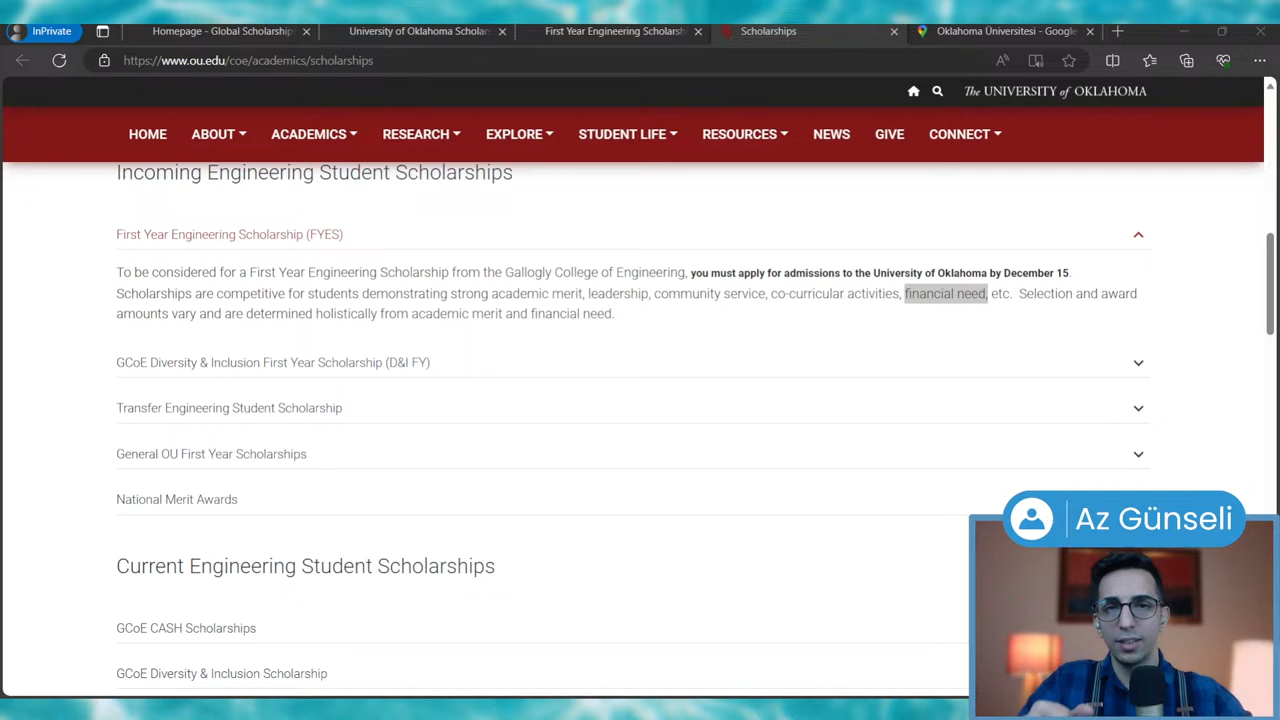 InPrivate
Homepage - Global Scholarship
University of Oklahoma Scholar
First Year Engineering Scholarsh
Scholarships
Oklahoma Üniversitesi - Google
https://www.ou.edu/coe/academics/scholarships
The UNIVERSITY of OKLAHOMA
HOME ABOUT ACADEMICS RESEARCH EXPLORE STUDENT LIFE RESOURCES NEWS GIVE CONNECT
Incoming Engineering Student Scholarships
First Year Engineering Scholarship (FYES)
To be considered for a First Year Engineering Scholarship from the Gallogly College of Engineering, you must apply for admissions to the University of Oklahoma by December 15.
Scholarships are competitive for students demonstrating strong academic merit, leadership, community service, co-curricular activities, financial need, etc. Selection and award
amounts vary and are determined holistically from academic merit and financial need.
GCoE Diversity & Inclusion First Year Scholarship (D&I FY)
Transfer Engineering Student Scholarship
General OU First Year Scholarships
National Merit Awards
Az Günseli
Current Engineering Student Scholarships
GCoE CASH Scholarships
GCoE Diversity & Inclusion Scholarship